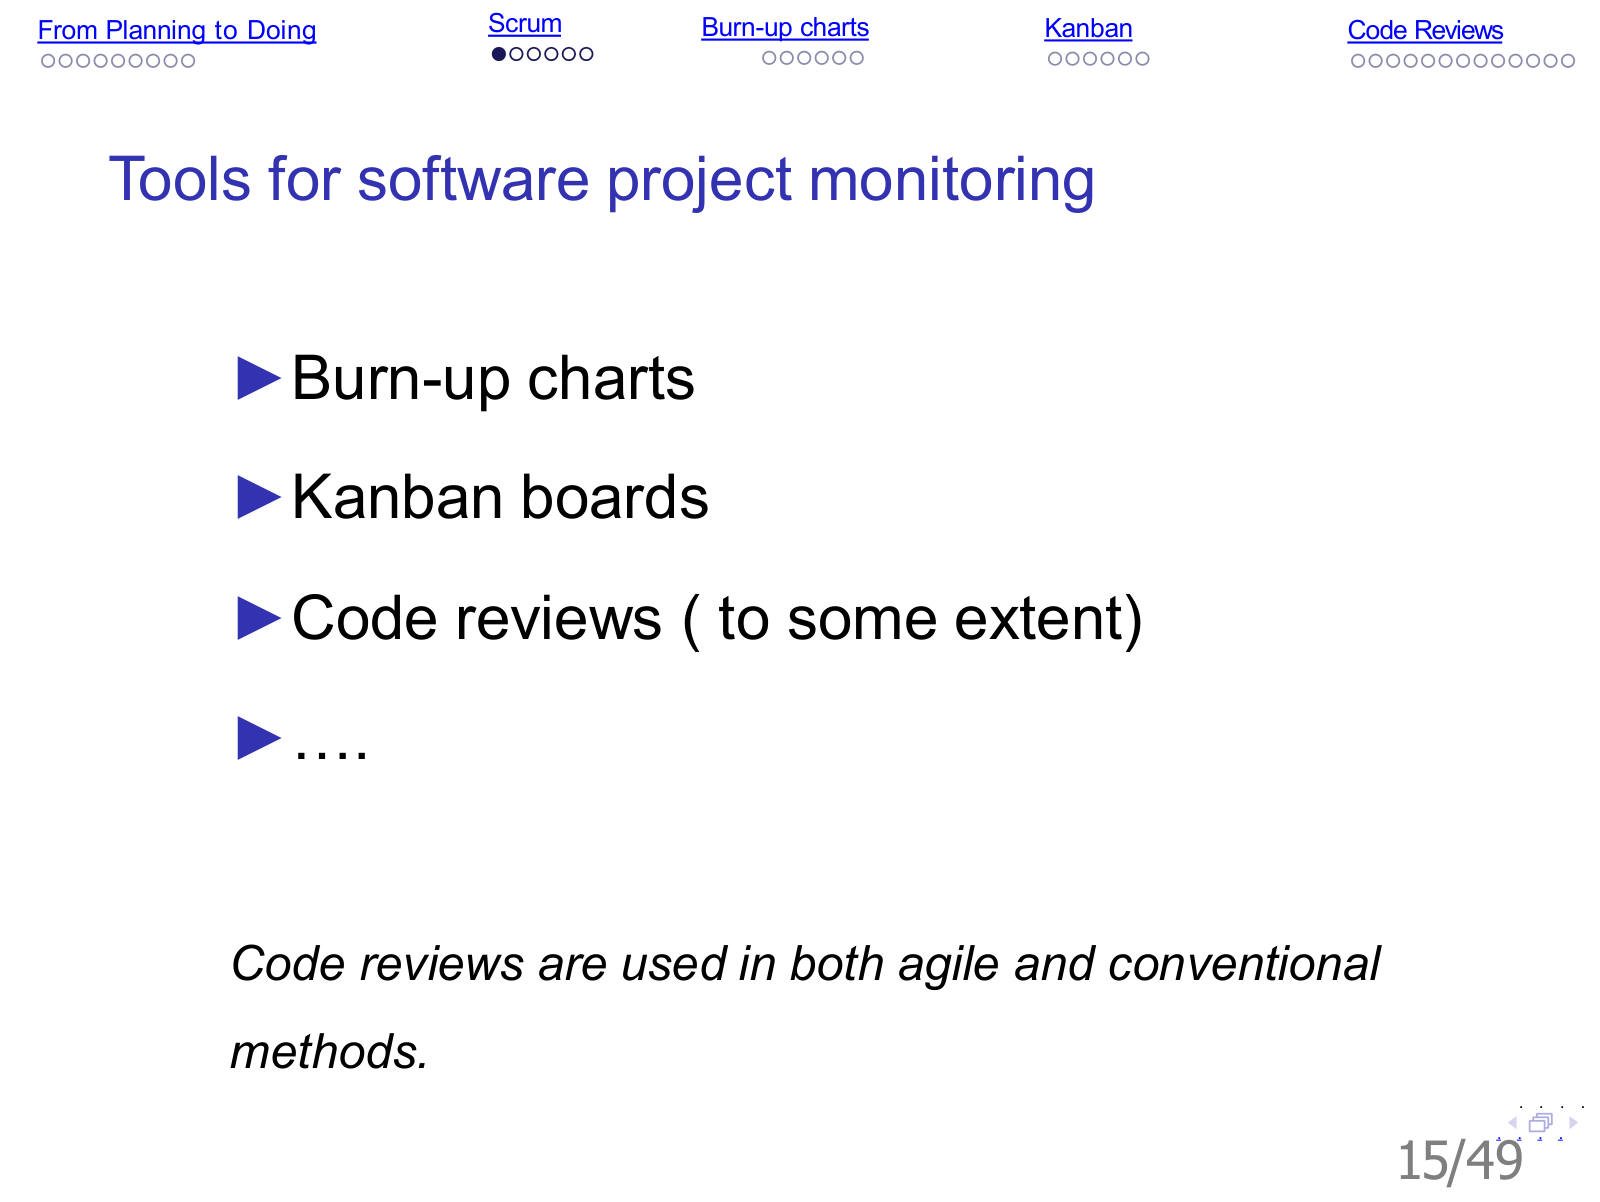 From Planning to Doing
Scrum
Burn-up charts
Kanban
Code Reviews
Tools for software project monitoring
►Burn-up charts
►Kanban boards
►Code reviews ( to some extent)
►….
Code reviews are used in both agile and conventional
methods.
15/49